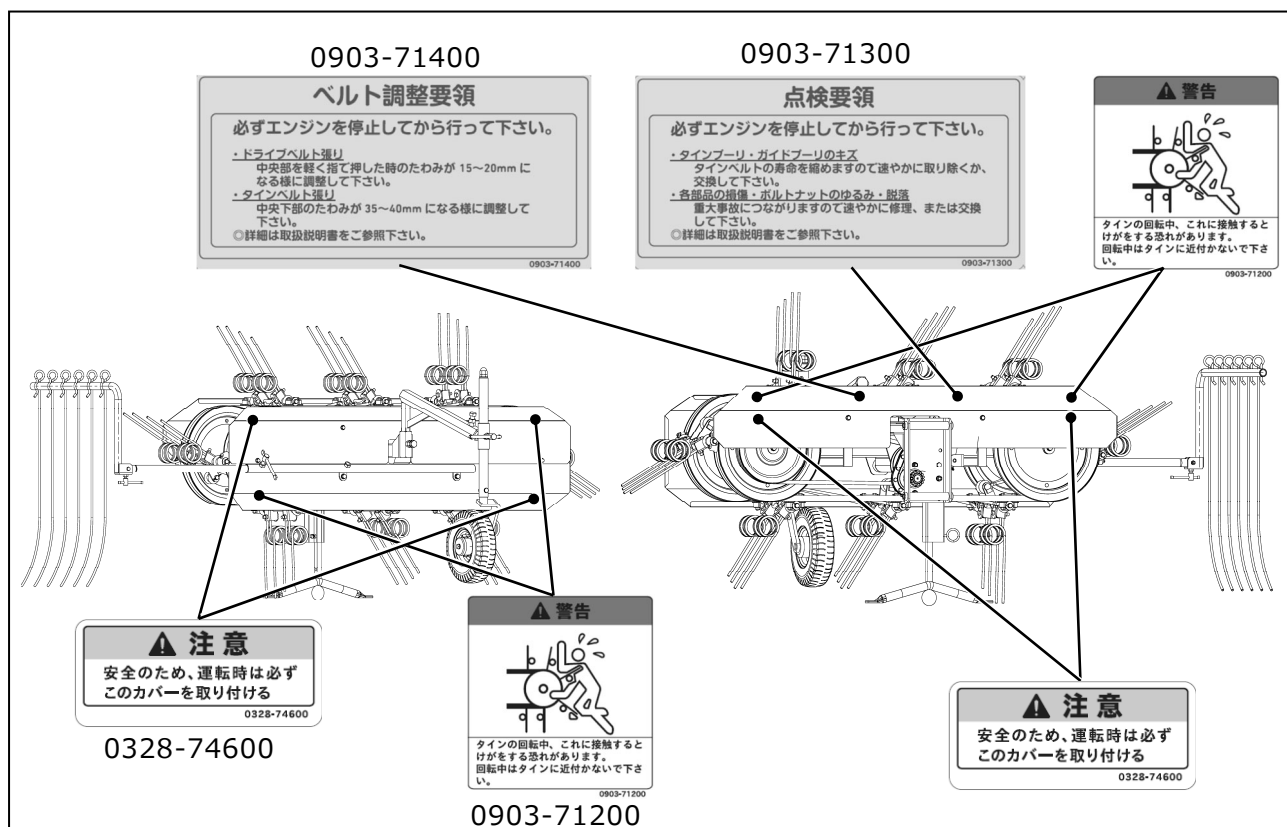 0903-71400
ベルト調整要領
必ずエンジンを停止してから行って下さい。
・ドライブベルト張り
中央部を軽く指で押した時のたわみが 15～20mm に
なる様に調整して下さい。
・タインベルト張り
中央下部のたわみが 35～40mm になる様に調整して
下さい。
◎詳細は取扱説明書をご参照下さい。
0903-71400
0903-71300
点検要領
必ずエンジンを停止してから行って下さい。
・タインプーリ・ガイドプーリのキズ
タインベルトの寿命を縮めますので速やかに取り除くか、
交換して下さい。
・各部品の損傷・ボルトナットのゆるみ・脱落
重大事故につながりますので速やかに修理、または交換
して下さい。
◎詳細は取扱説明書をご参照下さい。
0903-71300
警告
タインの回転中、これに接触すると
けがをする恐れがあります。
回転中はタインに近付かないで下さ
い。
0903-71200
注意
安全のため、運転時は必ず
このカバーを取り付ける
0328-74600
0328-74600
警告
タインの回転中、これに接触すると
けがをする恐れがあります。
回転中はタインに近付かないで下さ
い。
0903-71200
0903-71200
注意
安全のため、運転時は必ず
このカバーを取り付ける
0328-74600